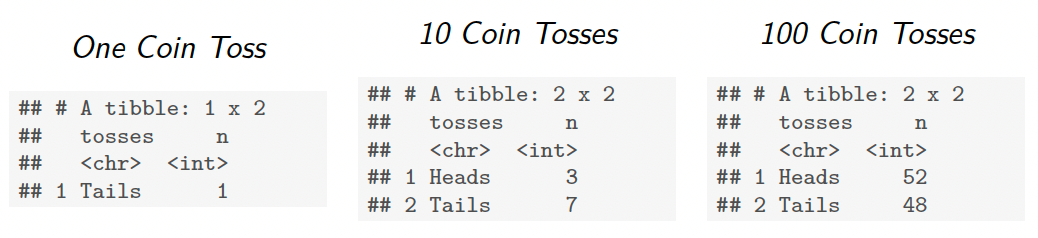 One Coin Toss
## # A tibble: 1 x 2
##   tosses     n
##   <chr>  <int>
## 1 Tails      1
10 Coin Tosses
## # A tibble: 2 x 2
##   tosses     n
##   <chr>  <int>
## 1 Heads      3
## 2 Tails      7
100 Coin Tosses
## # A tibble: 2 x 2
##   tosses     n
##   <chr>  <int>
## 1 Heads     52
## 2 Tails     48